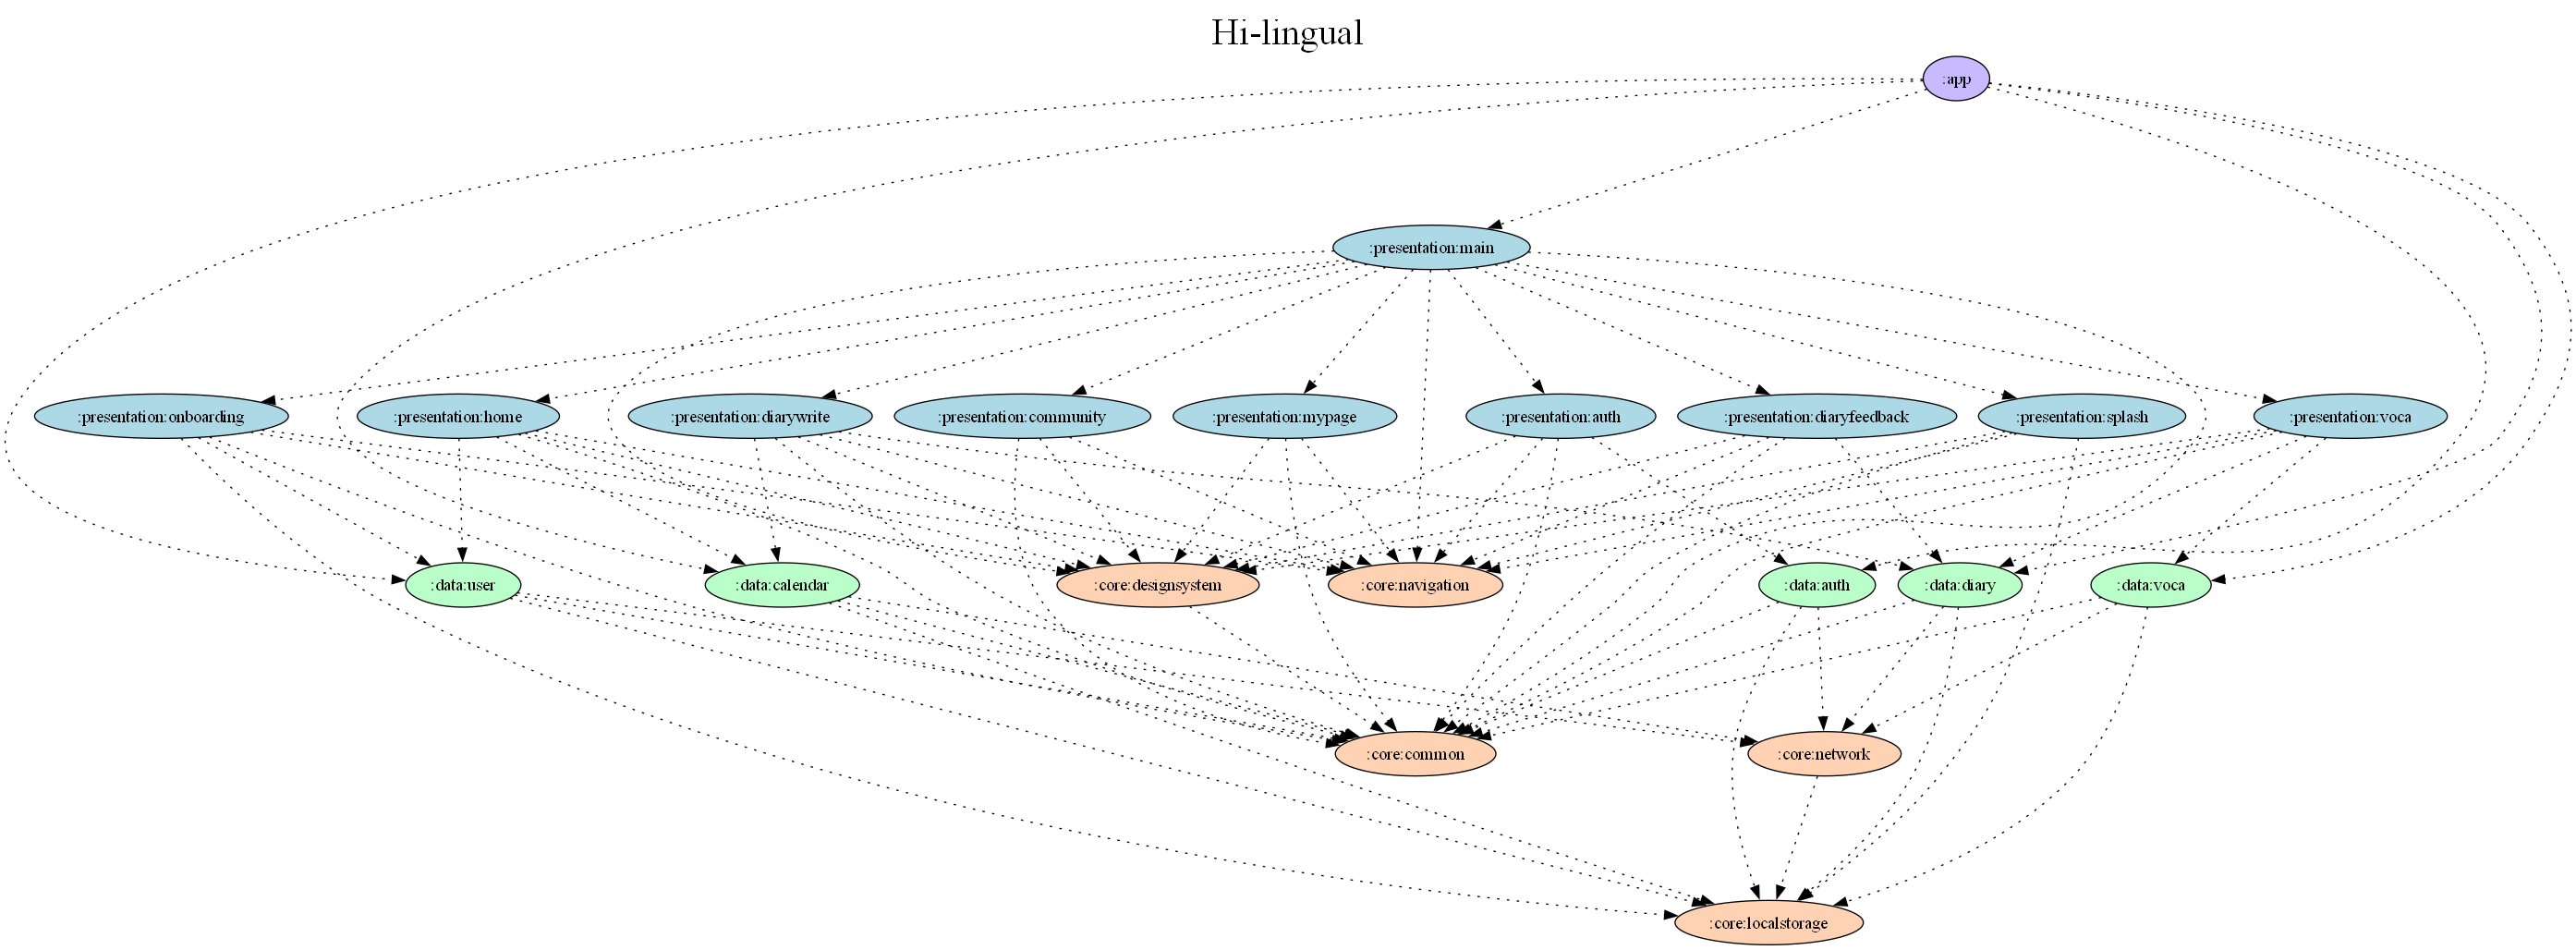 Hi-lingual
:app
:presentation:main
:presentation:onboarding
:presentation:home
:presentation:diarywrite
:presentation:community
:presentation:mypage
:presentation:auth
:presentation:diaryfeedback
:presentation:splash
:presentation:voca
:data:user
:data:calendar
:core:designsystem
:core:navigation
:data:auth
:data:diary
:data:voca
:core:common
:core:network
:core:localstorage